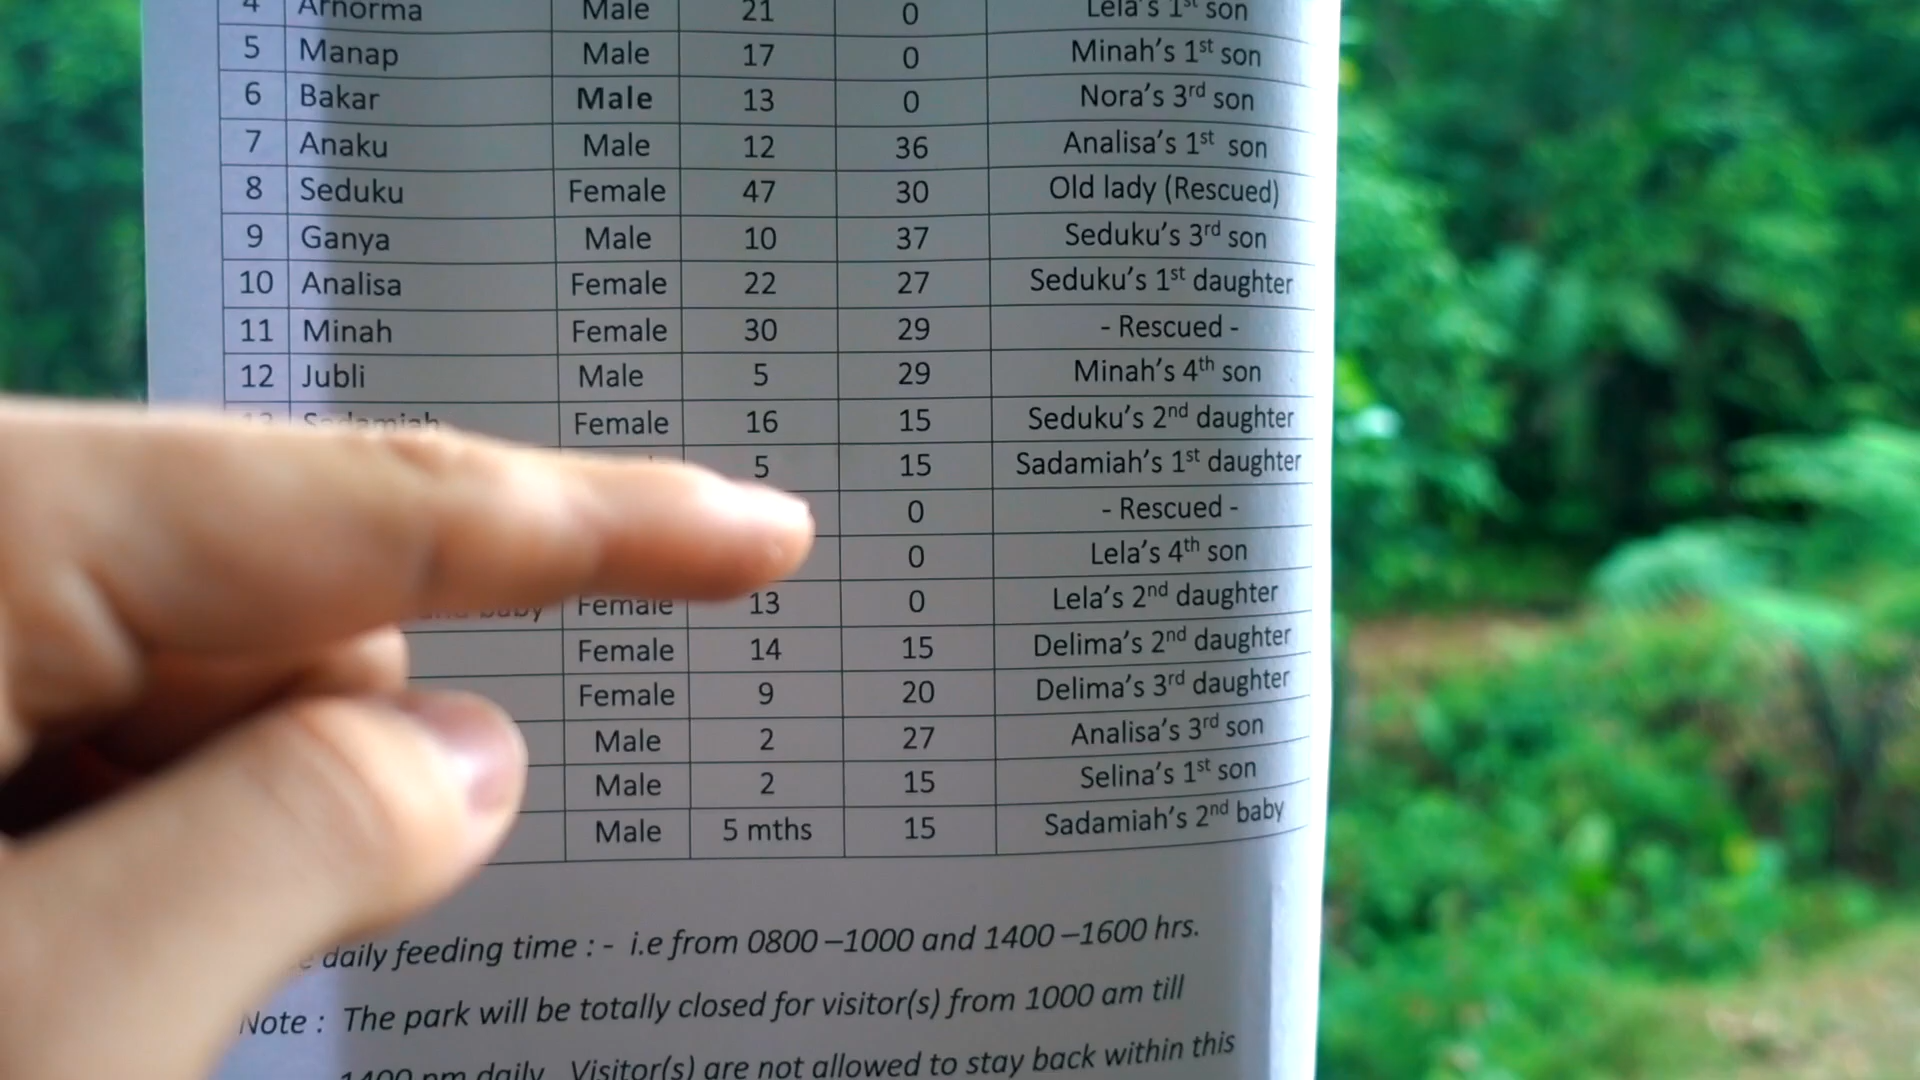 4 Arnorma Male 21 0 Lela's 1st son
5 Manap Male 17 0 Minah's 1st son
6 Bakar Male 13 0 Nora's 3rd son
7 Anaku Male 12 36 Analisa's 1st son
8 Seduku Female 47 30 Old lady (Rescued)
9 Ganya Male 10 37 Seduku's 3rd son
10 Analisa Female 22 27 Seduku's 1st daughter
11 Minah Female 30 29 - Rescued -
12 Jubli Male 5 29 Minah's 4th son
13 Sadamiah Female 16 15 Seduku's 2nd daughter
5 15 Sadamiah's 1st daughter
0 - Rescued -
0 Lela's 4th son
baby Female 13 0 Lela's 2nd daughter
Female 14 15 Delima's 2nd daughter
Female 9 20 Delima's 3rd daughter
Male 2 27 Analisa's 3rd son
Male 2 15 Selina's 1st son
Male 5 mths 15 Sadamiah's 2nd baby
daily feeding time : - i.e from 0800 –1000 and 1400 –1600 hrs.
Note : The park will be totally closed for visitor(s) from 1000 am till
1400 pm daily. Visitor(s) are not allowed to stay back within this